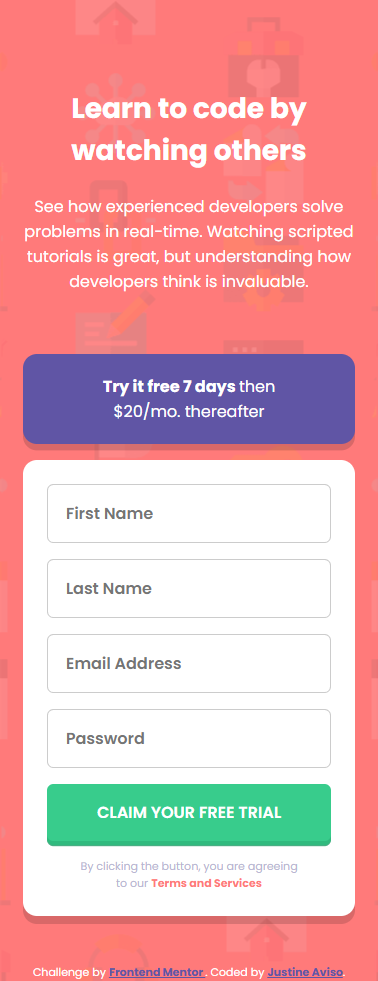 Learn to code by
watching others
See how experienced developers solve
problems in real-time. Watching scripted
tutorials is great, but understanding how
developers think is invaluable.
Try it free 7 days then
$20/mo. thereafter
First Name
Last Name
Email Address
Password
CLAIM YOUR FREE TRIAL
By clicking the button, you are agreeing
to our Terms and Services
Challenge by Frontend Mentor. Coded by Justine Aviso.